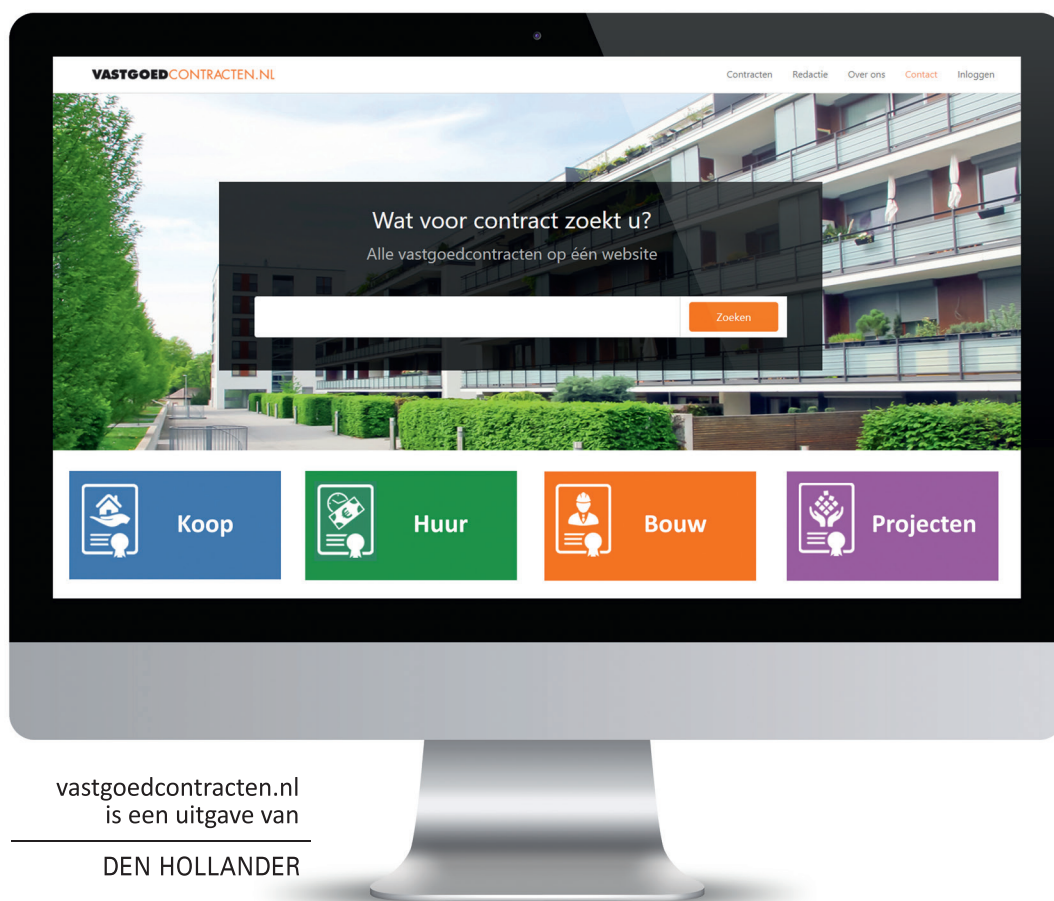 VASTGOEDCONTRACTEN.NL
Contracten Redactie Over ons Contact Inloggen
Wat voor contract zoekt u?
Alle vastgoedcontracten op één website
Zoeken
Koop Huur Bouw Projecten
vastgoedcontracten.nl
is een uitgave van
DEN HOLLANDER